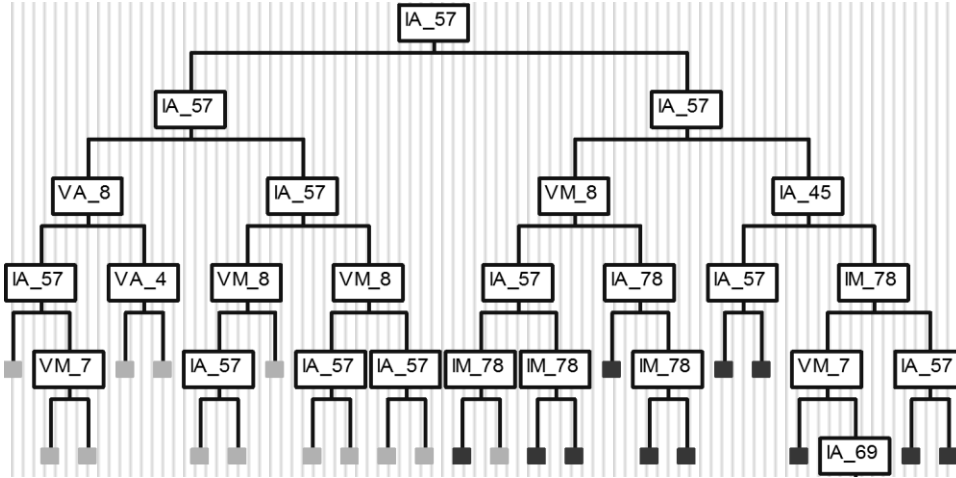 IA_57
IA_57 IA_57
VA_8 IA_57 VM_8 IA_45
IA_57 VA_4 VM_8 VM_8 IA_57 IA_78 IA_57 IM_78
VM_7 IA_57 IA_57 IA_57 IM_78 IM_78 IM_78 VM_7 IA_57
IA_69